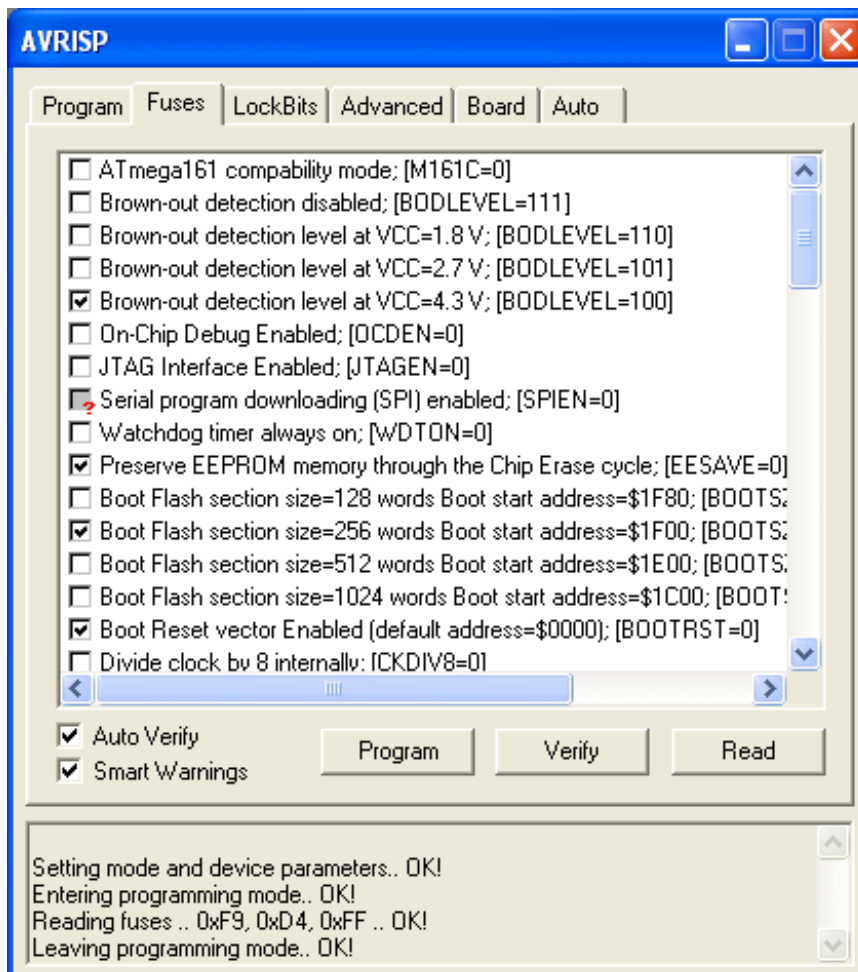 AVRISP
Program Fuses LockBits Advanced Board Auto
ATmega161 compability mode; [M161C=0]
Brown-out detection disabled; [BODLEVEL=111]
Brown-out detection level at VCC=1.8 V; [BODLEVEL=110]
Brown-out detection level at VCC=2.7 V; [BODLEVEL=101]
Brown-out detection level at VCC=4.3 V; [BODLEVEL=100]
On-Chip Debug Enabled; [OCDEN=0]
JTAG Interface Enabled; [JTAGEN=0]
? Serial program downloading (SPI) enabled; [SPIEN=0]
Watchdog timer always on; [WDTON=0]
Preserve EEPROM memory through the Chip Erase cycle; [EESAVE=0]
Boot Flash section size=128 words Boot start address=$1F80; [BOOTSZ
Boot Flash section size=256 words Boot start address=$1F00; [BOOTSZ
Boot Flash section size=512 words Boot start address=$1E00; [BOOTS
Boot Flash section size=1024 words Boot start address=$1C00; [BOOT
Boot Reset vector Enabled (default address=$0000); [BOOTRST=0]
Divide clock by 8 internally; [CKDIV8=0]
Auto Verify
Smart Warnings
Program Verify Read
Setting mode and device parameters.. OK!
Entering programming mode.. OK!
Reading fuses .. 0xF9, 0xD4, 0xFF .. OK!
Leaving programming mode.. OK!